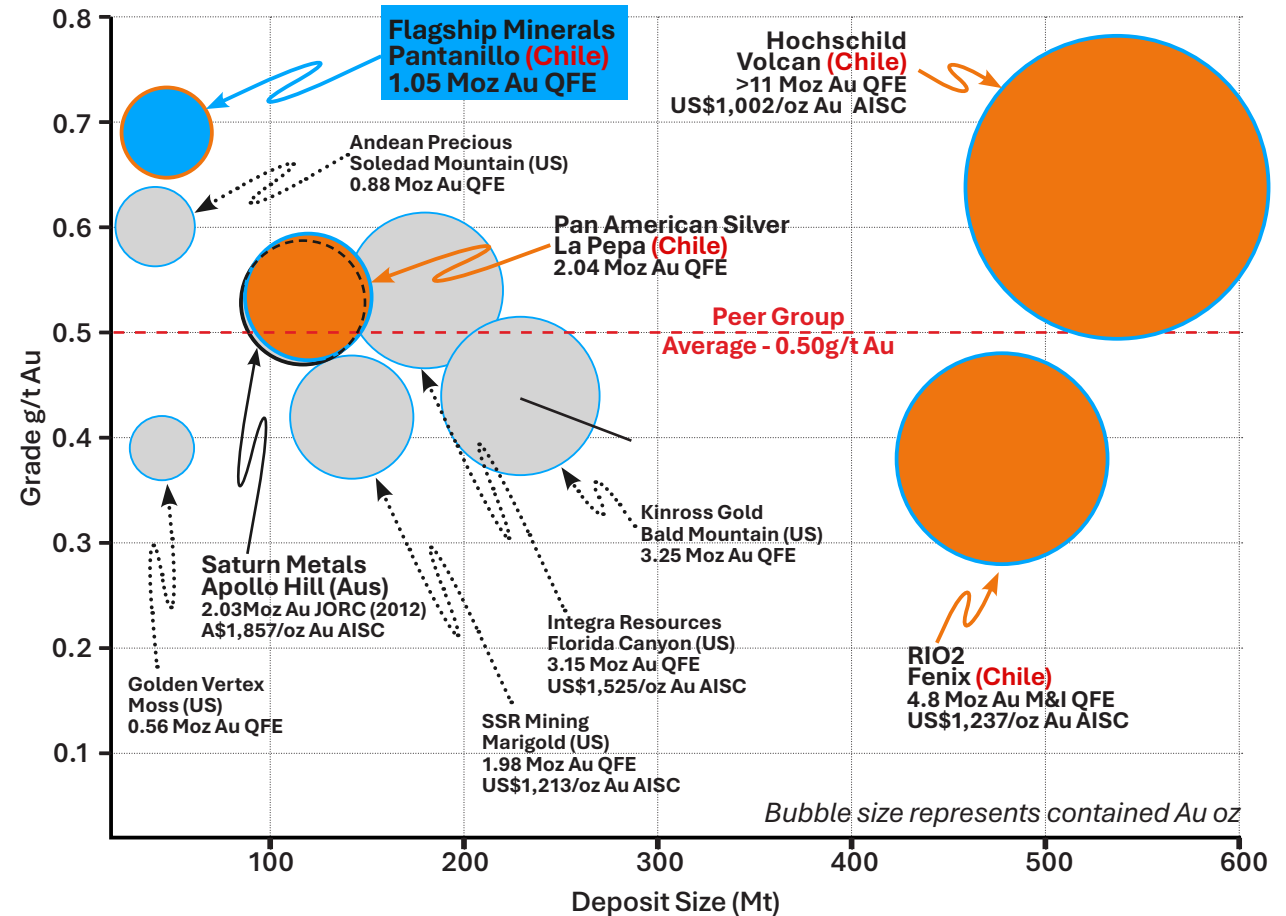 0.8
0.7
0.6
0.5
0.4
0.3
0.2
0.1
Grade g/t Au
Flagship Minerals
Pantanillo (Chile)
1.05 Moz Au QFE
Hochschild
Volcan (Chile)
>11 Moz Au QFE
US$1,002/oz Au AISC
Andean Precious
Soledad Mountain (US)
0.88 Moz Au QFE
Pan American Silver
La Pepa (Chile)
2.04 Moz Au QFE
Peer Group
Average - 0.50g/t Au
Kinross Gold
Bald Mountain (US)
3.25 Moz Au QFE
Saturn Metals
Apollo Hill (Aus)
2.03Moz Au JORC (2012)
A$1,857/oz Au AISC
Integra Resources
Florida Canyon (US)
3.15 Moz Au QFE
US$1,525/oz Au AISC
RIO2
Fenix (Chile)
4.8 Moz Au M&I QFE
US$1,237/oz Au AISC
Golden Vertex
Moss (US)
0.56 Moz Au QFE
SSR Mining
Marigold (US)
1.98 Moz Au QFE
US$1,213/oz Au AISC
Bubble size represents contained Au oz
100 200 300 400 500 600
Deposit Size (Mt)